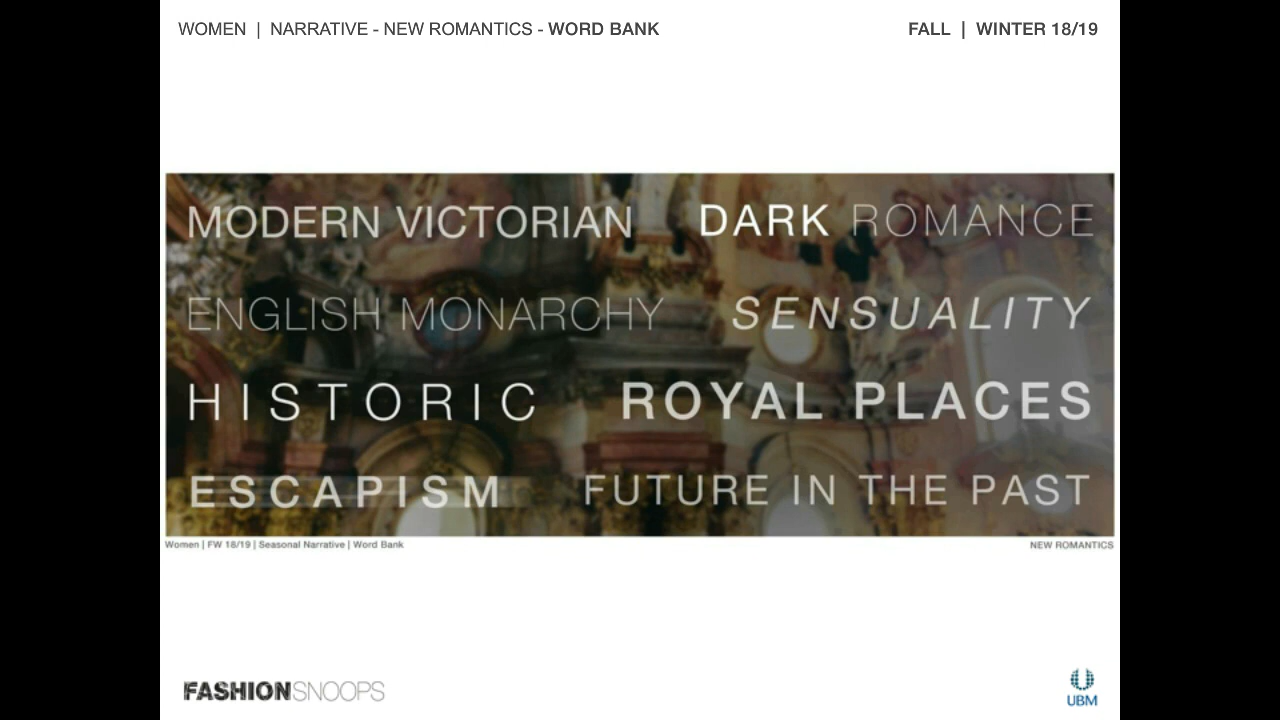 WOMEN | NARRATIVE - NEW ROMANTICS - WORD BANK FALL | WINTER 18/19
MODERN VICTORIAN DARK ROMANCE
ENGLISH MONARCHY SENSUALITY
HISTORIC ROYAL PLACES
ESCAPISM FUTURE IN THE PAST
Women | FW 18/19 | Seasonal Narrative | Word Bank NEW ROMANTICS
FASHIONSNOOPS UBM